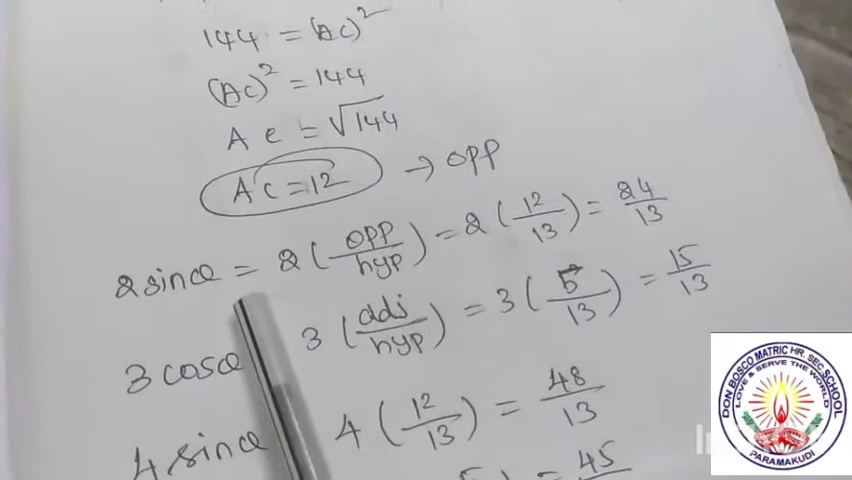 144 = (AC)²
(AC)² = 144
AC = √144
AC = 12 → OPP
2 sinα = 2 (OPP/hyp) = 2 (12/13) = 24/13
3 cosα 3 (adj/hyp) = 3 (5/13) = 15/13
4 sinα 4 (12/13) = 48/13
= 45
DON BOSCO MATRIC HR. SEC. SCHOOL
LOVE & SERVE THE WORLD
PARAMAKUDI